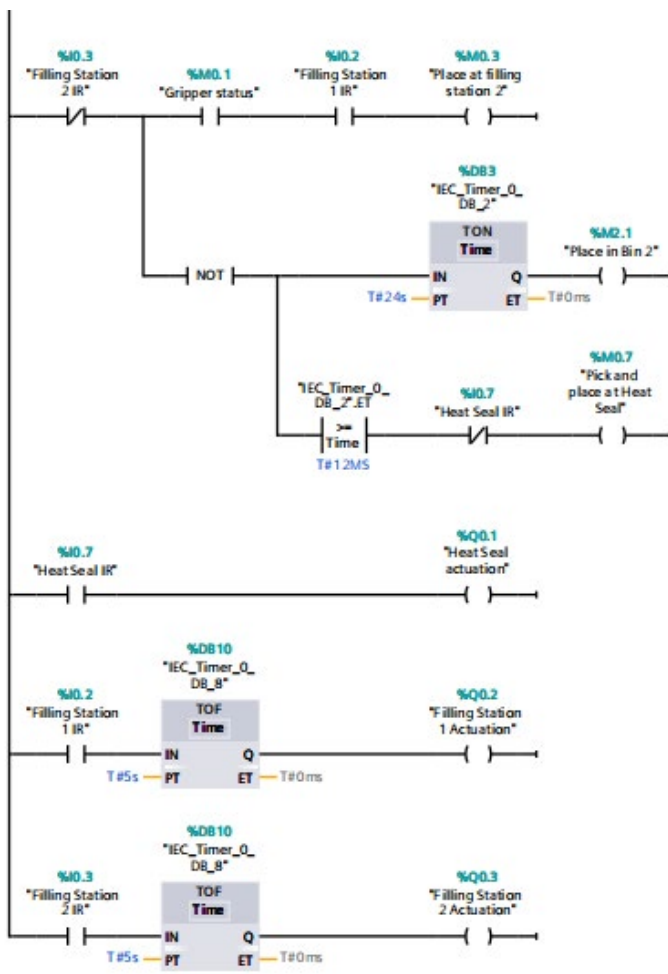 %I0.3
"Filling Station
2 IR"
%M0.1
"Gripper status"
%I0.2
"Filling Station
1 IR"
%M0.3
"Place at filling
station 2"
%DB3
"IEC_Timer_0_
DB_2"
TON
Time
%M2.1
"Place in Bin 2"
NOT
IN
Q
T#24s
PT
ET
T#0ms
"IEC_Timer_0_
DB_2".ET
>=
Time
T#12MS
%I0.7
"Heat Seal IR"
%M0.7
"Pick and
place at Heat
Seal"
%I0.7
"Heat Seal IR"
%Q0.1
"Heat Seal
actuation"
%DB10
"IEC_Timer_0_
DB_8"
%I0.2
"Filling Station
1 IR"
TOF
Time
%Q0.2
"Filling Station
1 Actuation"
IN
Q
T#5s
PT
ET
T#0ms
%DB10
"IEC_Timer_0_
DB_8"
%I0.3
"Filling Station
2 IR"
TOF
Time
%Q0.3
"Filling Station
2 Actuation"
IN
Q
T#5s
PT
ET
T#0ms